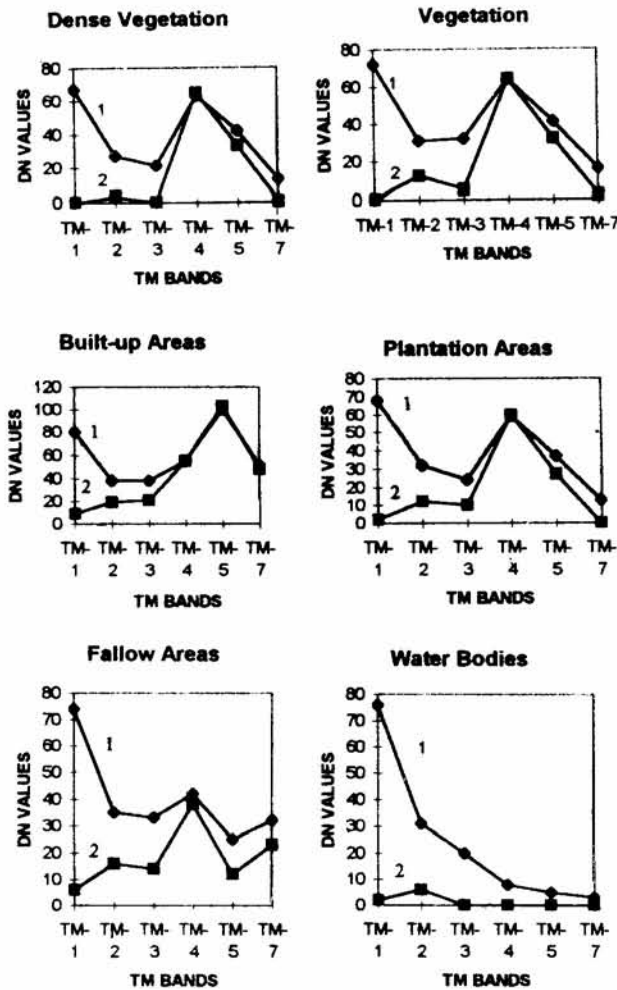 Dense Vegetation
DN VALUES
80
60
40
20
0
1
2
TM-1 TM-2 TM-3 TM-4 TM-5 TM-7
TM BANDS
Vegetation
DN VALUES
80
60
40
20
0
1
2
TM-1 TM-2 TM-3 TM-4 TM-5 TM-7
TM BANDS
Built-up Areas
DN VALUES
120
100
80
60
40
20
0
1
2
TM-1 TM-2 TM-3 TM-4 TM-5 TM-7
TM BANDS
Plantation Areas
DN VALUES
80
70
60
50
40
30
20
10
0
1
2
TM-1 TM-2 TM-3 TM-4 TM-5 TM-7
TM BANDS
Fallow Areas
DN VALUES
80
70
60
50
40
30
20
10
0
1
2
TM-1 TM-2 TM-3 TM-4 TM-5 TM-7
TM BANDS
Water Bodies
DN VALUES
80
70
60
50
40
30
20
10
0
1
2
TM-1 TM-2 TM-3 TM-4 TM-5 TM-7
TM BANDS